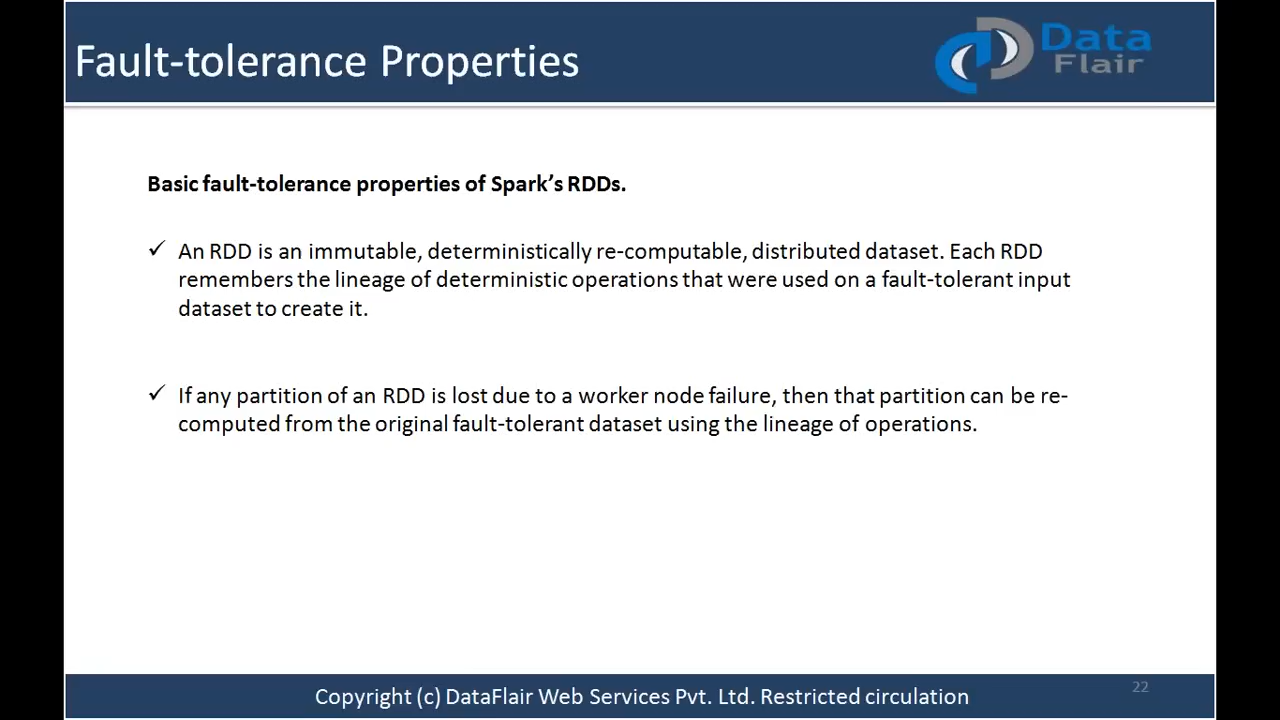 Fault-tolerance Properties
Data
Flair
Basic fault-tolerance properties of Spark’s RDDs.
✓ An RDD is an immutable, deterministically re-computable, distributed dataset. Each RDD
remembers the lineage of deterministic operations that were used on a fault-tolerant input
dataset to create it.
✓ If any partition of an RDD is lost due to a worker node failure, then that partition can be re-
computed from the original fault-tolerant dataset using the lineage of operations.
Copyright (c) DataFlair Web Services Pvt. Ltd. Restricted circulation
22